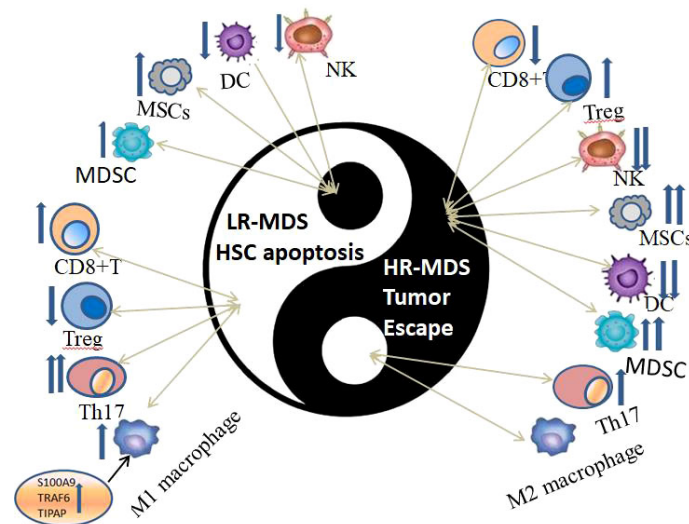 DC
NK
MSCs
MDSC
CD8+T
Treg
Th17
M1 macrophage
S100A9
TRAF6
TIPAP
LR-MDS
HSC apoptosis
HR-MDS
Tumor
Escape
CD8+T
Treg
NK
MSCs
DC
MDSC
Th17
M2 macrophage